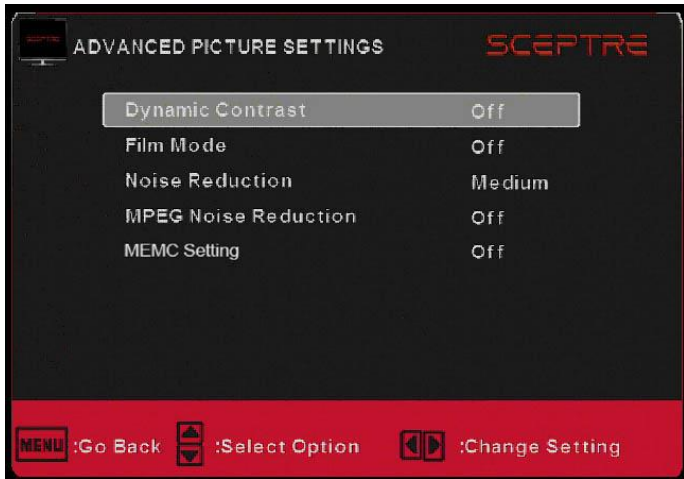 ADVANCED PICTURE SETTINGS SCEPTRE
Dynamic Contrast Off
Film Mode Off
Noise Reduction Medium
MPEG Noise Reduction Off
MEMC Setting Off
MENU :Go Back :Select Option :Change Setting